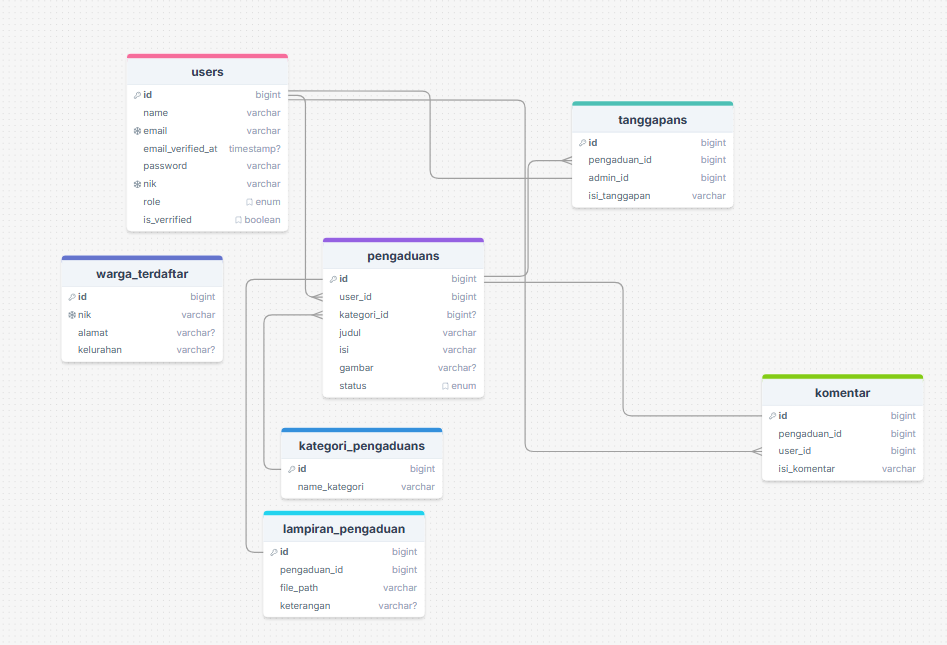 users
id bigint
name varchar
email varchar
email_verified_at timestamp?
password varchar
nik varchar
role enum
is_verrified boolean
tanggapans
id bigint
pengaduan_id bigint
admin_id bigint
isi_tanggapan varchar
warga_terdaftar
id bigint
nik varchar
alamat varchar?
kelurahan varchar?
pengaduans
id bigint
user_id bigint
kategori_id bigint?
judul varchar
isi varchar
gambar varchar?
status enum
komentar
id bigint
pengaduan_id bigint
user_id bigint
isi_komentar varchar
kategori_pengaduans
id bigint
name_kategori varchar
lampiran_pengaduan
id bigint
pengaduan_id bigint
file_path varchar
keterangan varchar?